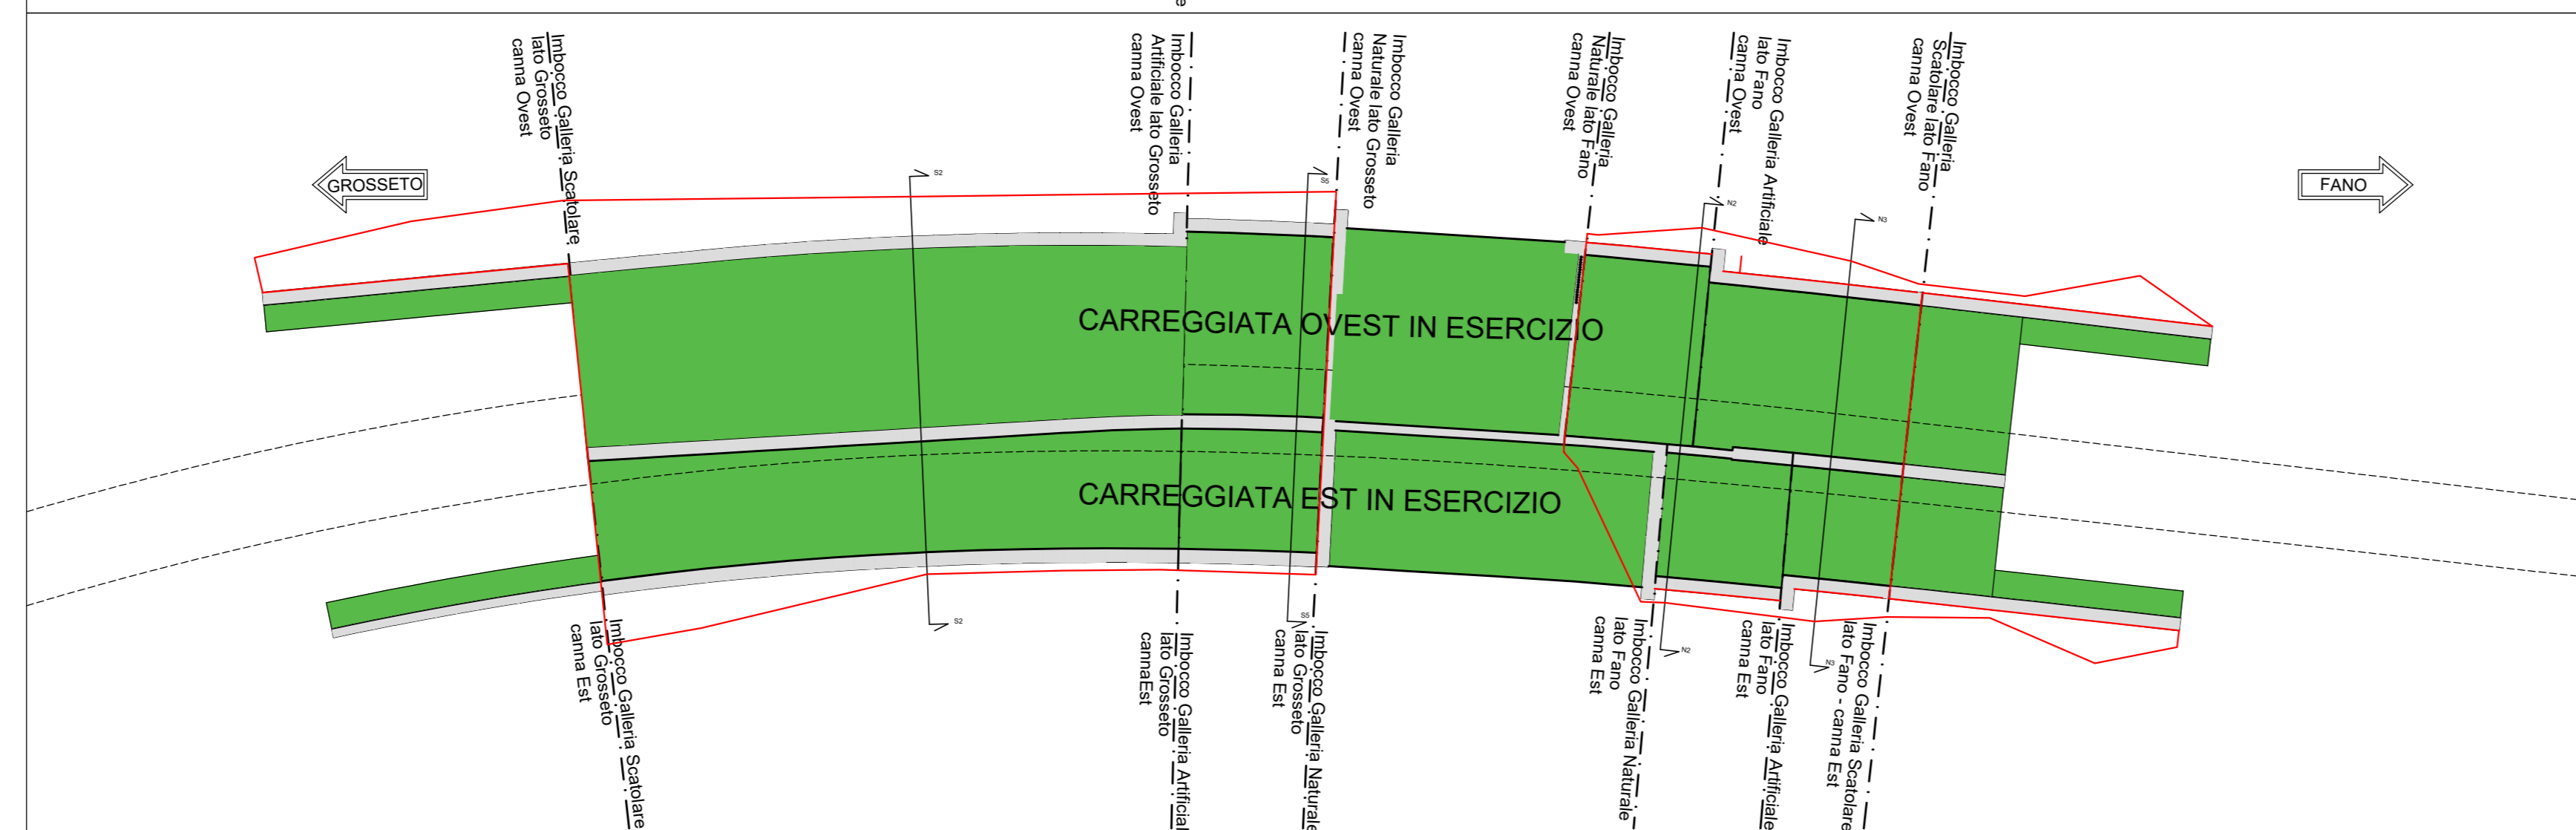 e
Imbocco Galleria Scatolare
lato Grosseto
canna Ovest
Imbocco Galleria
Artificiale lato Grosseto
canna Ovest
Imbocco Galleria
Naturale lato Grosseto
canna Ovest
Imbocco Galleria
Naturale lato Fano
canna Ovest
Imbocco Galleria Artificiale
lato Fano
canna Ovest
Imbocco Galleria
Scatolare lato Fano
canna Ovest
GROSSETO
FANO
S2
S5
N2
N3
CARREGGIATA OVEST IN ESERCIZIO
CARREGGIATA EST IN ESERCIZIO
S2
S5
N2
N3
Imbocco Galleria Scatolare
lato Grosseto
canna Est
Imbocco Galleria Artificial
lato Grosseto
cannaEst
Imbocco Galleria Naturale
lato Grosseto
canna Est
Imbocco Galleria Naturale
lato Fano
canna Est
Imbocco Galleria Artificiale
lato Fano
canna Est
Imbocco Galleria Scatolare
lato Fano - canna Est